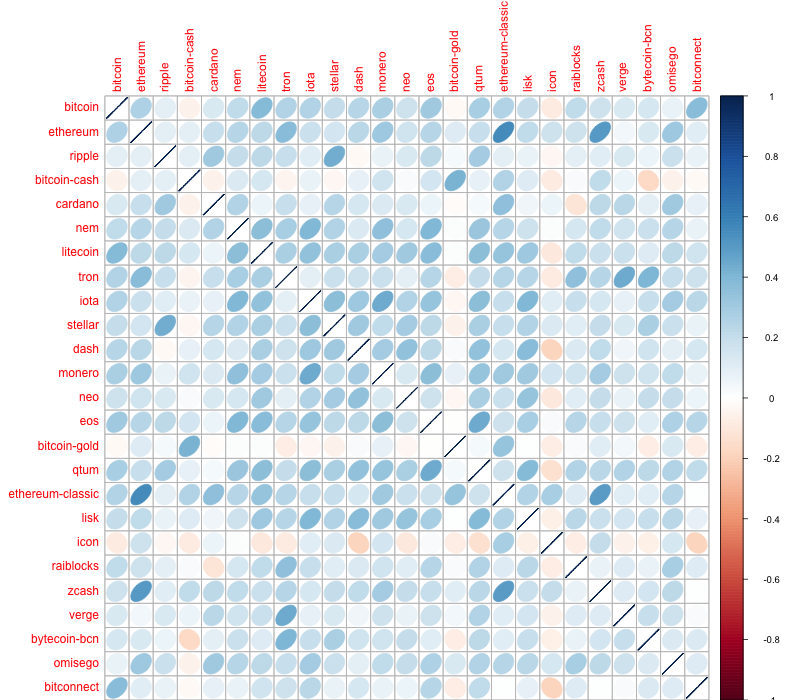 bitcoin
ethereum
ripple
bitcoin-cash
cardano
nem
litecoin
tron
iota
stellar
dash
monero
neo
eos
bitcoin-gold
qtum
ethereum-classic
lisk
icon
raiblocks
zcash
verge
bytecoin-bcn
omisego
bitconnect
bitcoin
ethereum
ripple
bitcoin-cash
cardano
nem
litecoin
tron
iota
stellar
dash
monero
neo
eos
bitcoin-gold
qtum
ethereum-classic
lisk
icon
raiblocks
zcash
verge
bytecoin-bcn
omisego
bitconnect
1
0.8
0.6
0.4
0.2
0
-0.2
-0.4
-0.6
-0.8
-1